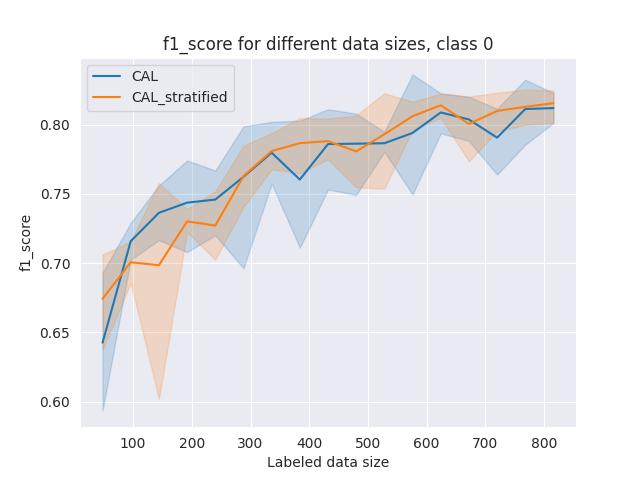 f1_score for different data sizes, class 0
CAL
CAL_stratified
0.80
0.75
0.70
0.65
0.60
f1_score
100 200 300 400 500 600 700 800
Labeled data size